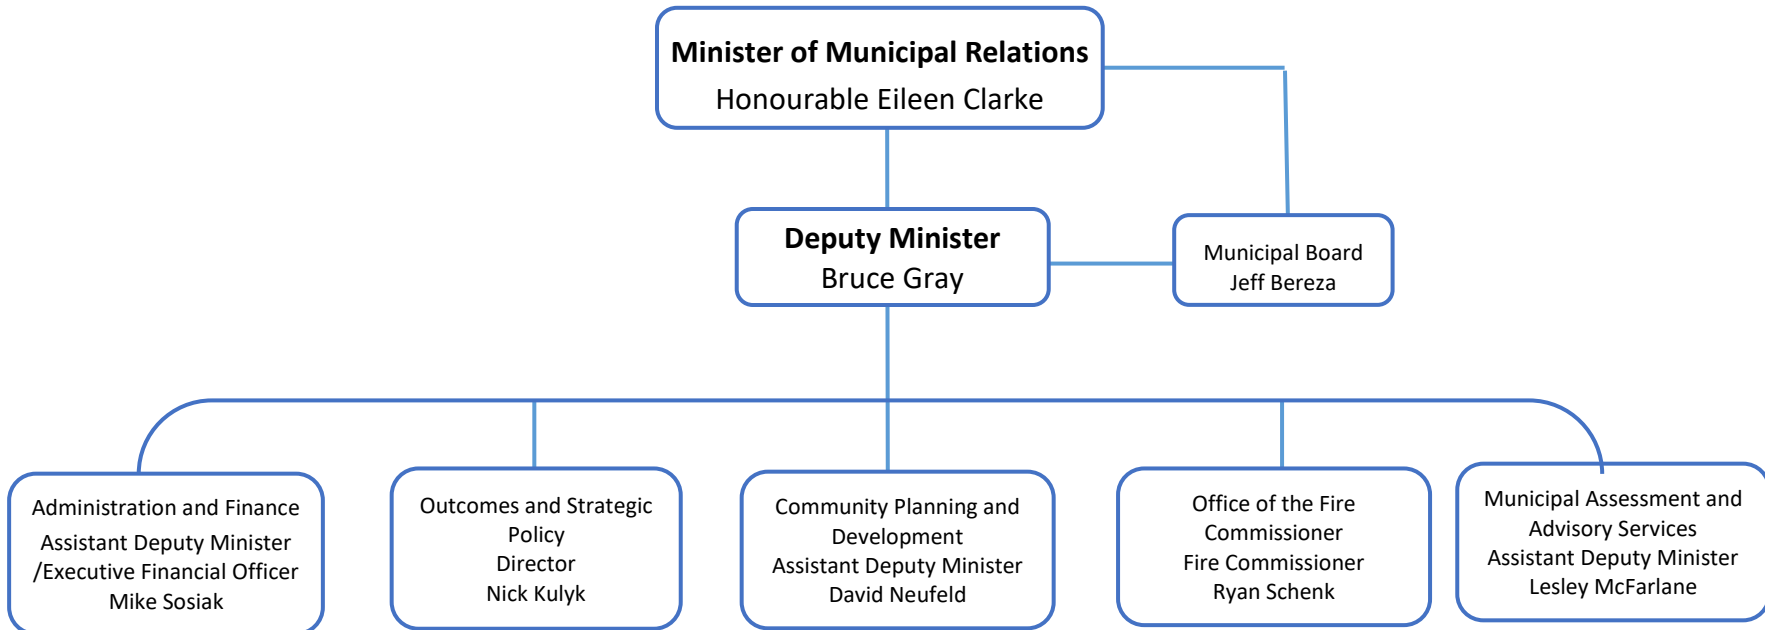 Minister of Municipal Relations
Honourable Eileen Clarke
Deputy Minister
Bruce Gray
Municipal Board
Jeff Bereza
Administration and Finance
Assistant Deputy Minister
/Executive Financial Officer
Mike Sosiak
Outcomes and Strategic
Policy
Director
Nick Kulyk
Community Planning and
Development
Assistant Deputy Minister
David Neufeld
Office of the Fire
Commissioner
Fire Commissioner
Ryan Schenk
Municipal Assessment and
Advisory Services
Assistant Deputy Minister
Lesley McFarlane